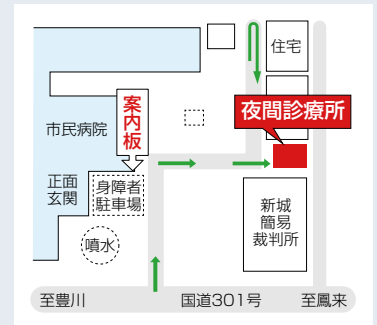 住宅
夜間診療所
案内板
市民病院
正面
玄関
身障者
駐車場
噴水
新城
簡易
裁判所
至豊川
国道301号
至鳳来